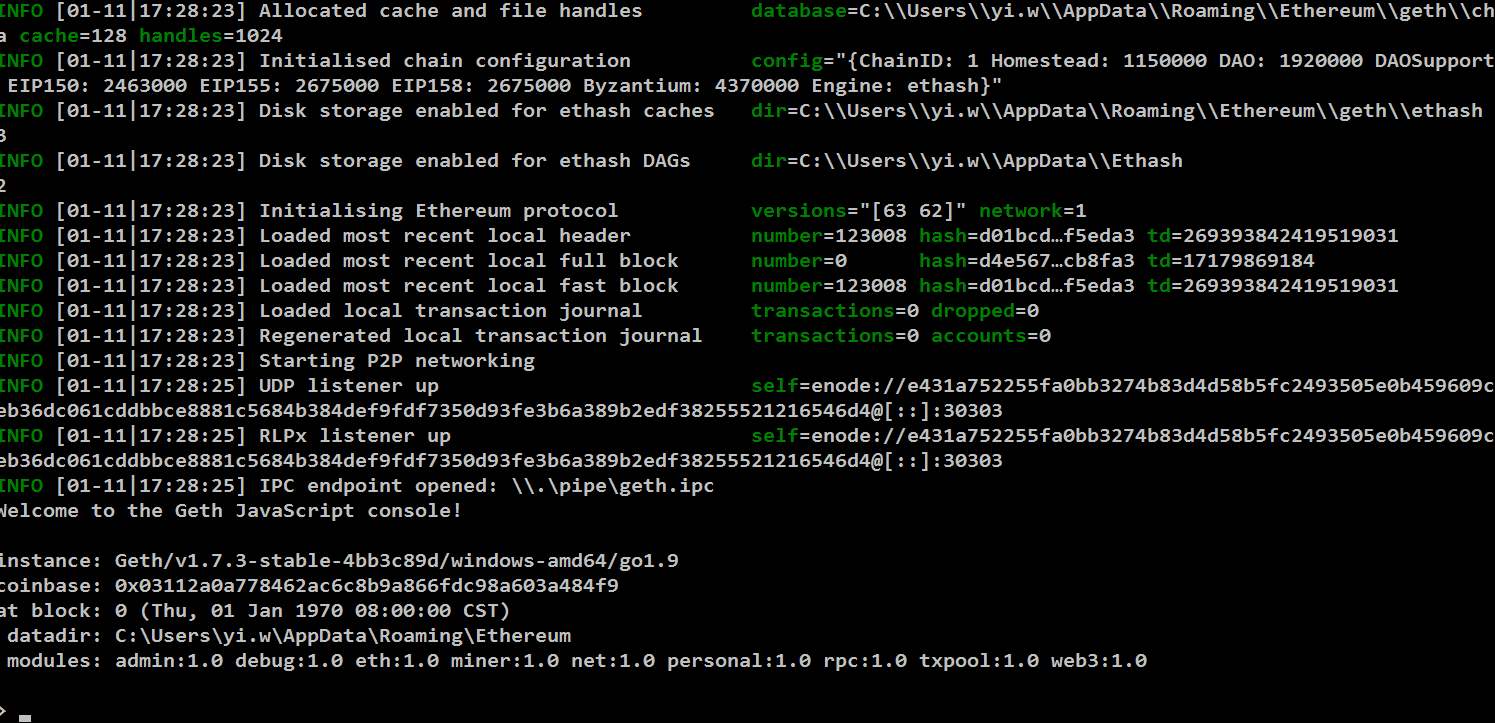 INFO [01-11|17:28:23] Allocated cache and file handles database=C:\\Users\\yi.w\\AppData\\Roaming\\Ethereum\\geth\\ch
a cache=128 handles=1024
INFO [01-11|17:28:23] Initialised chain configuration config="{ChainID: 1 Homestead: 1150000 DAO: 1920000 DAOSupport
EIP150: 2463000 EIP155: 2675000 EIP158: 2675000 Byzantium: 4370000 Engine: ethash}"
INFO [01-11|17:28:23] Disk storage enabled for ethash caches dir=C:\\Users\\yi.w\\AppData\\Roaming\\Ethereum\\geth\\ethash
3
INFO [01-11|17:28:23] Disk storage enabled for ethash DAGs dir=C:\\Users\\yi.w\\AppData\\Ethash
2
INFO [01-11|17:28:23] Initialising Ethereum protocol versions="[63 62]" network=1
INFO [01-11|17:28:23] Loaded most recent local header number=123008 hash=d01bcd…f5eda3 td=269393842419519031
INFO [01-11|17:28:23] Loaded most recent local full block number=0 hash=d4e567…cb8fa3 td=17179869184
INFO [01-11|17:28:23] Loaded most recent local fast block number=123008 hash=d01bcd…f5eda3 td=269393842419519031
INFO [01-11|17:28:23] Loaded local transaction journal transactions=0 dropped=0
INFO [01-11|17:28:23] Regenerated local transaction journal transactions=0 accounts=0
INFO [01-11|17:28:23] Starting P2P networking
INFO [01-11|17:28:25] UDP listener up self=enode://e431a752255fa0bb3274b83d4d58b5fc2493505e0b459609c
eb36dc061cddbbce8881c5684b384def9fdf7350d93fe3b6a389b2edf38255521216546d4@[::]:30303
INFO [01-11|17:28:25] RLPx listener up self=enode://e431a752255fa0bb3274b83d4d58b5fc2493505e0b459609c
eb36dc061cddbbce8881c5684b384def9fdf7350d93fe3b6a389b2edf38255521216546d4@[::]:30303
INFO [01-11|17:28:25] IPC endpoint opened: \\.\pipe\geth.ipc
Welcome to the Geth JavaScript console!
instance: Geth/v1.7.3-stable-4bb3c89d/windows-amd64/go1.9
coinbase: 0x03112a0a778462ac6c8b9a866fdc98a603a484f9
at block: 0 (Thu, 01 Jan 1970 08:00:00 CST)
datadir: C:\Users\yi.w\AppData\Roaming\Ethereum
modules: admin:1.0 debug:1.0 eth:1.0 miner:1.0 net:1.0 personal:1.0 rpc:1.0 txpool:1.0 web3:1.0
>